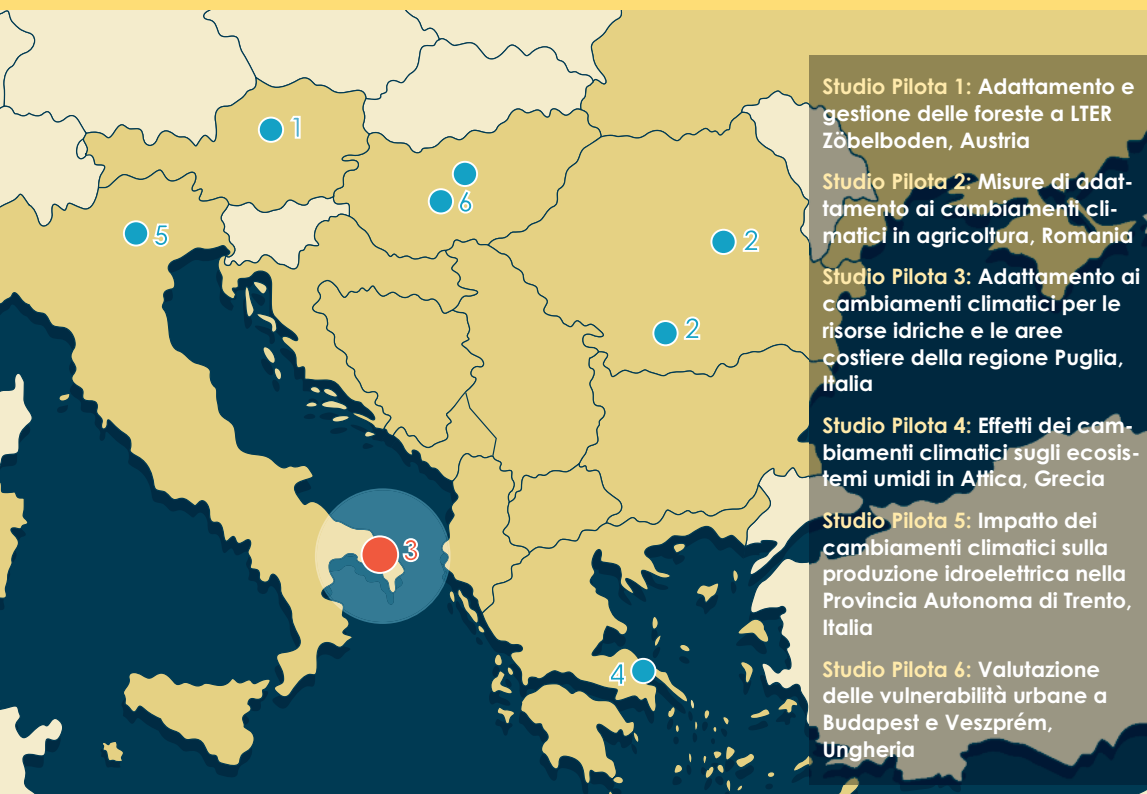 1
6
5
2
2
3
4
Studio Pilota 1: Adattamento e
gestione delle foreste a LTER
Zöbelboden, Austria
Studio Pilota 2: Misure di adat-
tamento ai cambiamenti cli-
matici in agricoltura, Romania
Studio Pilota 3: Adattamento ai
cambiamenti climatici per le
risorse idriche e le aree
costiere della regione Puglia,
Italia
Studio Pilota 4: Effetti dei cam-
biamenti climatici sugli ecosis-
temi umidi in Attica, Grecia
Studio Pilota 5: Impatto dei
cambiamenti climatici sulla
produzione idroelettrica nella
Provincia Autonoma di Trento,
Italia
Studio Pilota 6: Valutazione
delle vulnerabilità urbane a
Budapest e Veszprém,
Ungheria